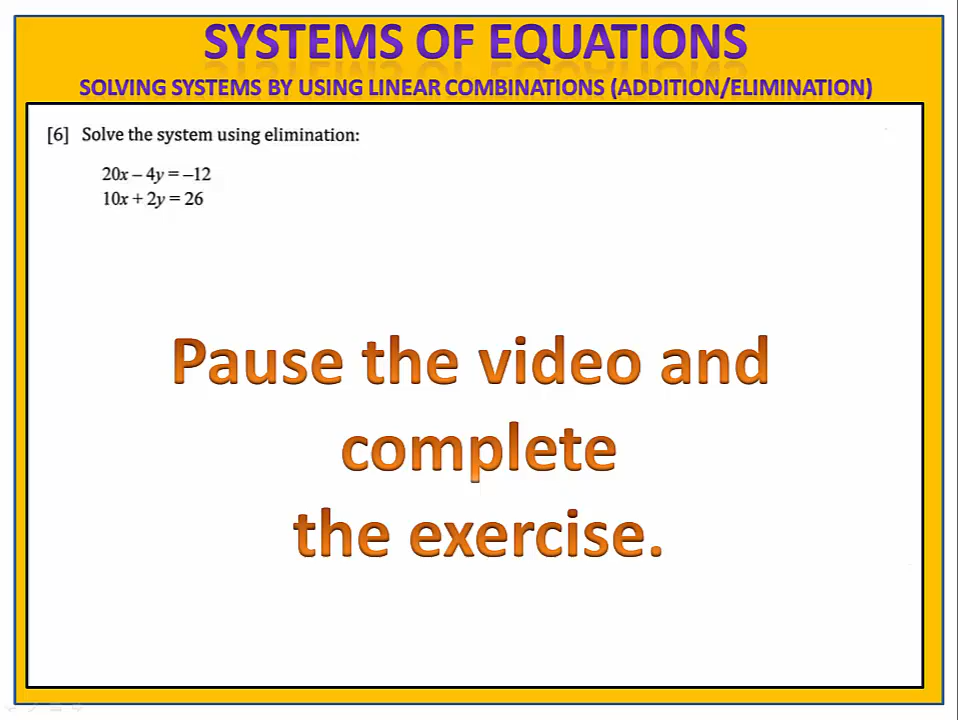 SYSTEMS OF EQUATIONS
SOLVING SYSTEMS BY USING LINEAR COMBINATIONS (ADDITION/ELIMINATION)
[6] Solve the system using elimination:
20x – 4y = –12
10x + 2y = 26
Pause the video and
complete
the exercise.